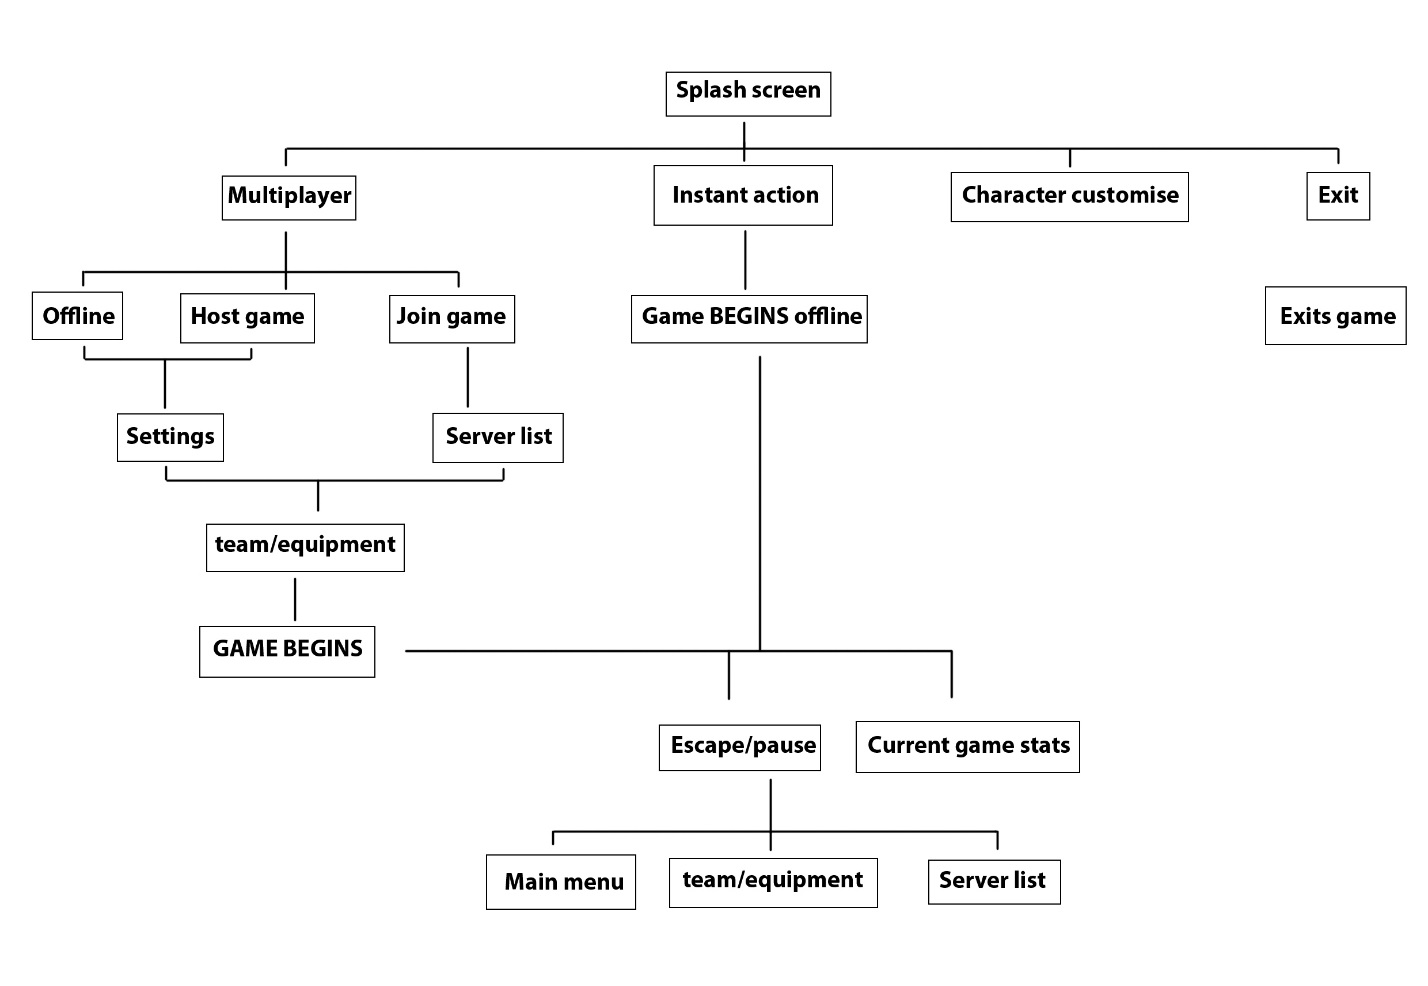 Splash screen
Multiplayer
Instant action
Character customise
Exit
Offline
Host game
Join game
Game BEGINS offline
Exits game
Settings
Server list
team/equipment
GAME BEGINS
Escape/pause
Current game stats
Main menu
team/equipment
Server list